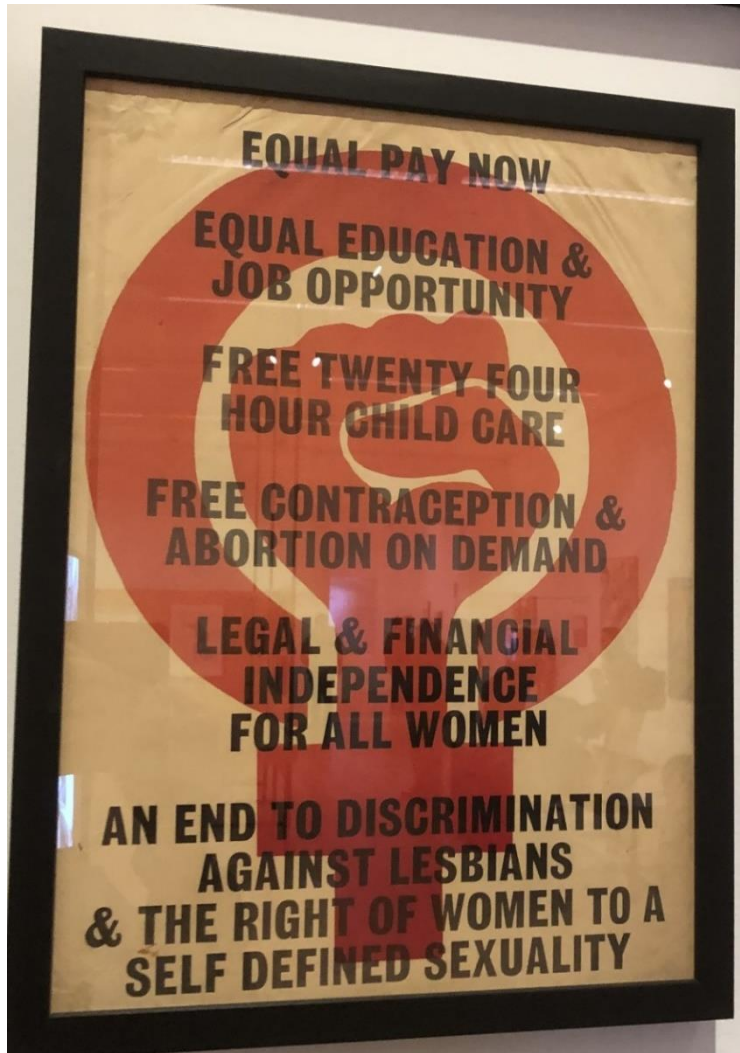 EQUAL PAY NOW
EQUAL EDUCATION &
JOB OPPORTUNITY
FREE TWENTY FOUR
HOUR CHILD CARE
FREE CONTRACEPTION &
ABORTION ON DEMAND
LEGAL & FINANCIAL
INDEPENDENCE
FOR ALL WOMEN
AN END TO DISCRIMINATION
AGAINST LESBIANS
& THE RIGHT OF WOMEN TO A
SELF DEFINED SEXUALITY